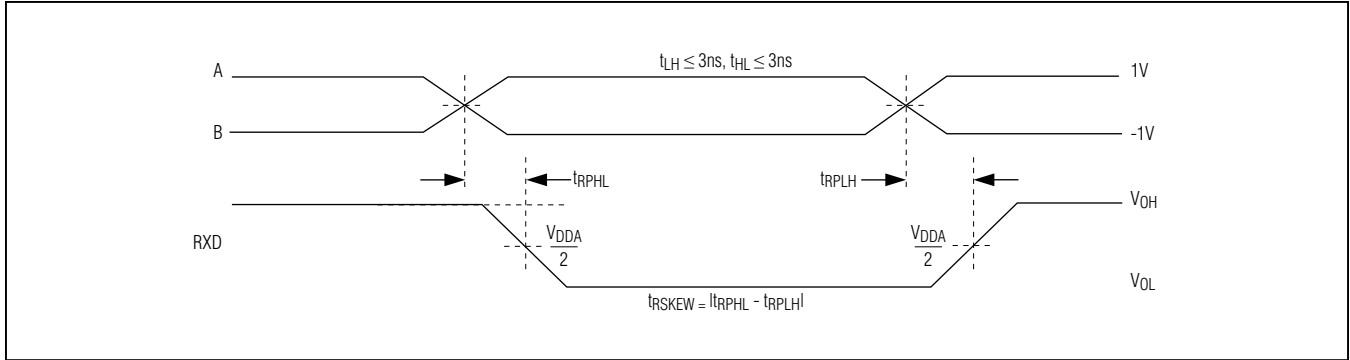 tLH ≤ 3ns, tHL ≤ 3ns
A
1V
B
-1V
tRPHL
tRPLH
VOH
RXD
VDDA
2
VDDA
2
VOL
tRSKEW = |tRPHL - tRPLH|